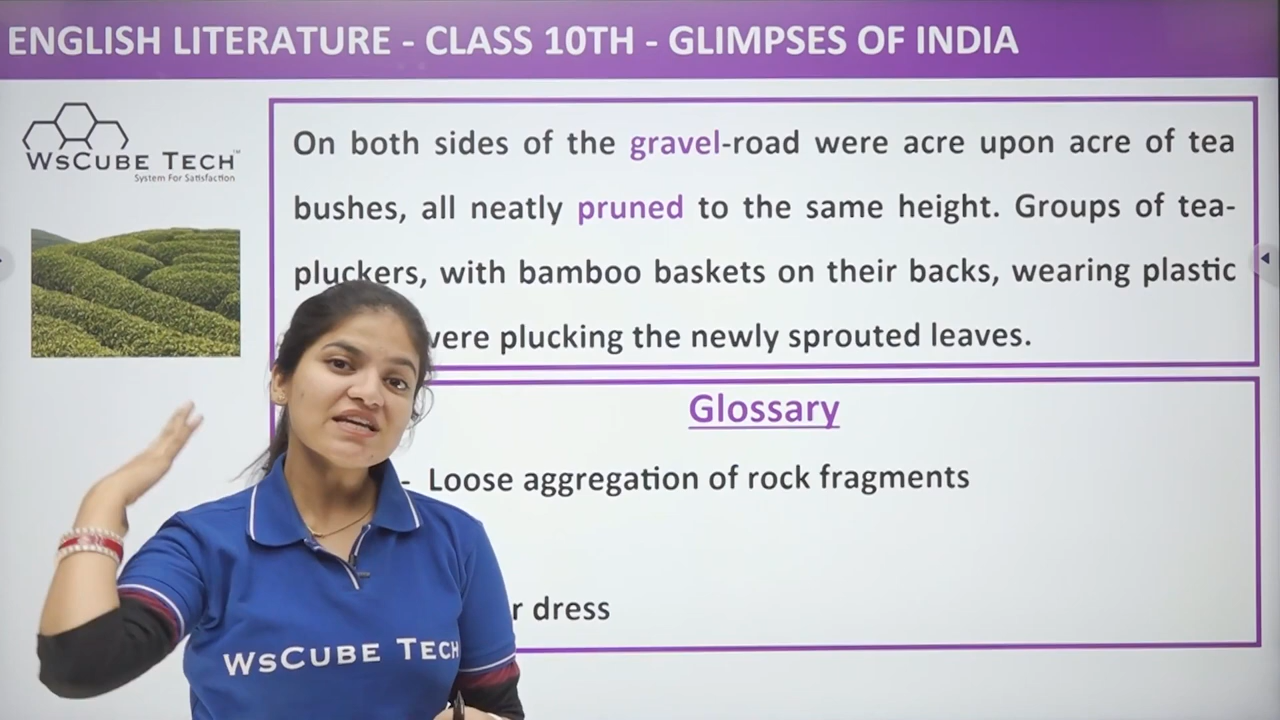 ENGLISH LITERATURE - CLASS 10TH - GLIMPSES OF INDIA
WsCUBE TECH™
System For Satisfaction
On both sides of the gravel-road were acre upon acre of tea
bushes, all neatly pruned to the same height. Groups of tea-
pluckers, with bamboo baskets on their backs, wearing plastic
were plucking the newly sprouted leaves.
Glossary
- Loose aggregation of rock fragments
dress
WsCUBE TECH